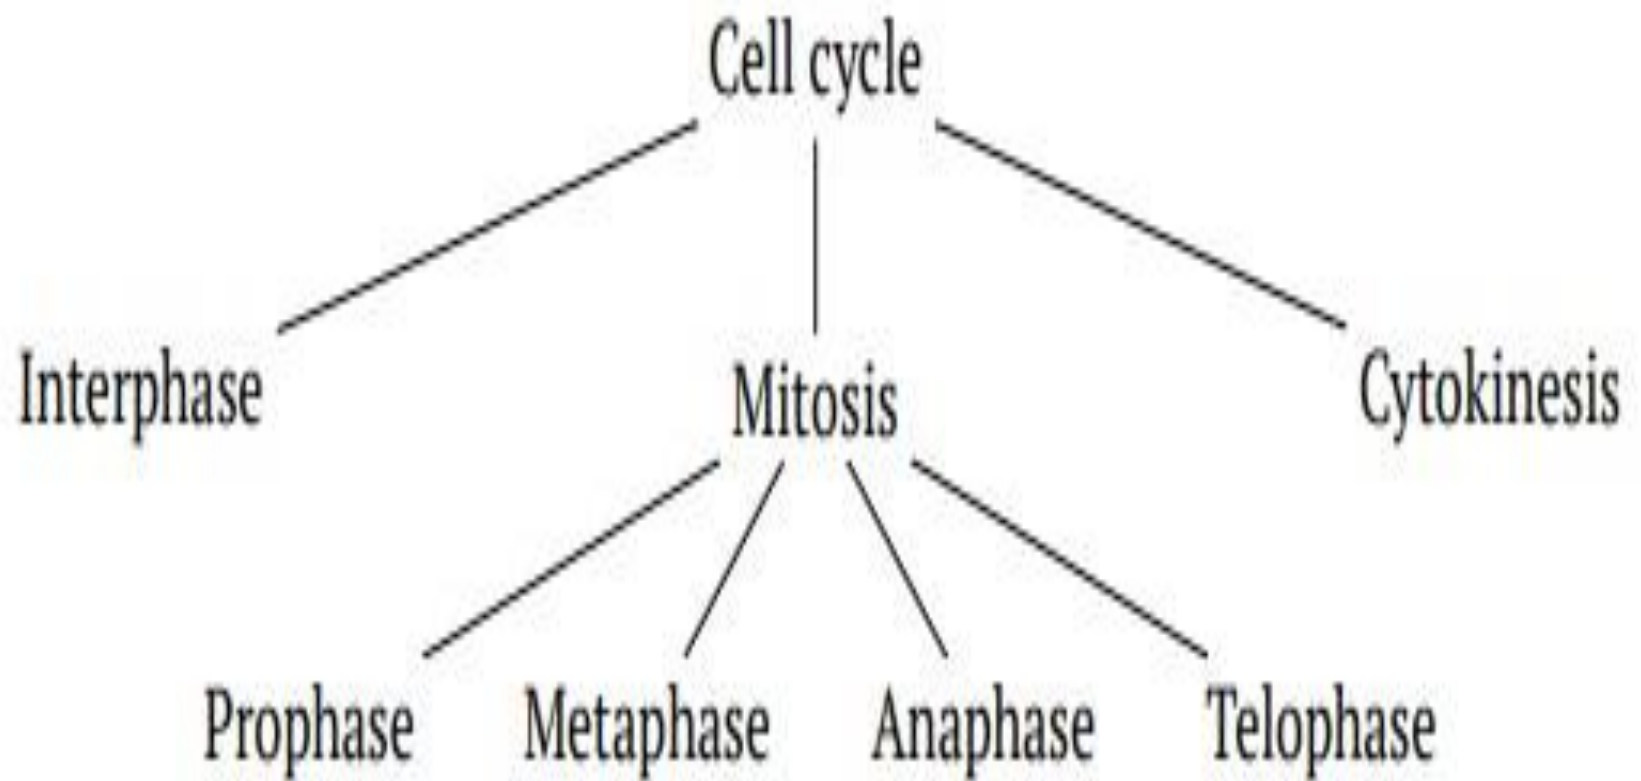 Cell cycle
Interphase
Mitosis
Cytokinesis
Prophase
Metaphase
Anaphase
Telophase